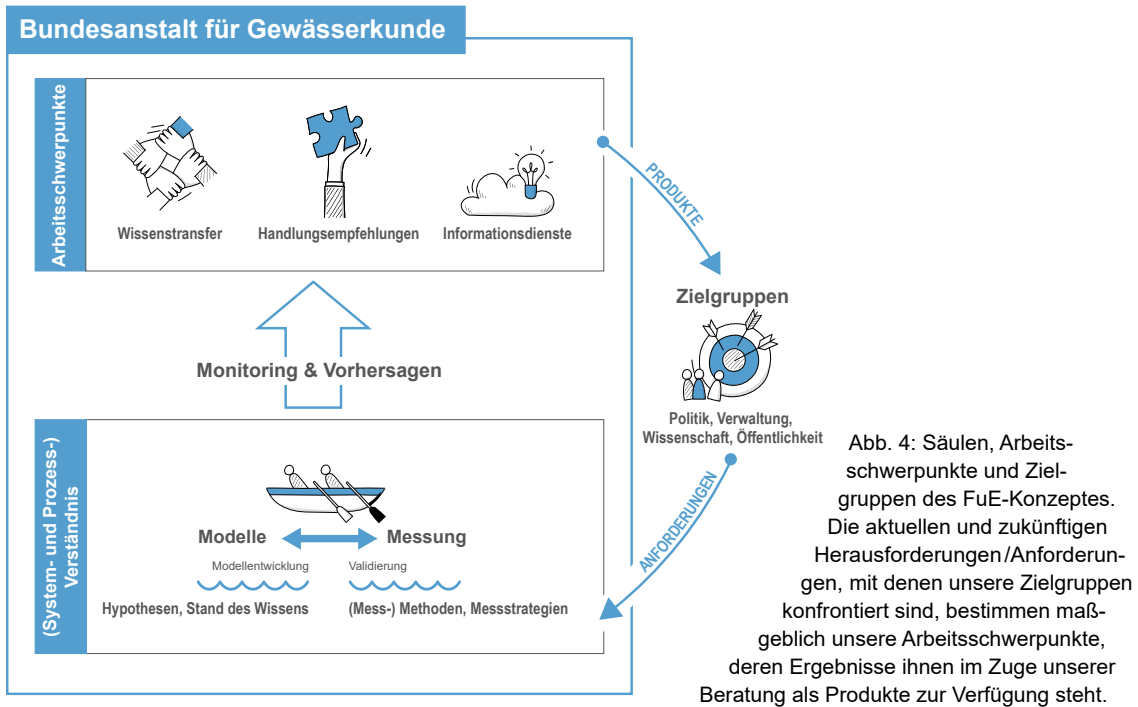 Bundesanstalt für Gewässerkunde
Arbeitsschwerpunkte
Wissenstransfer
Handlungsempfehlungen
Informationsdienste
PRODUKTE
Zielgruppen
Politik, Verwaltung,
Wissenschaft, Öffentlichkeit
ANFORDERUNGEN
Monitoring & Vorhersagen
(System- und Prozess-)
Verständnis
Modelle
Messung
Modellentwicklung
Validierung
Hypothesen, Stand des Wissens
(Mess-) Methoden, Messstrategien
Abb. 4: Säulen, Arbeits-
schwerpunkte und Ziel-
gruppen des FuE-Konzeptes.
Die aktuellen und zukünftigen
Herausforderungen/Anforderun-
gen, mit denen unsere Zielgruppen
konfrontiert sind, bestimmen maß-
geblich unsere Arbeitsschwerpunkte,
deren Ergebnisse ihnen im Zuge unserer
Beratung als Produkte zur Verfügung steht.